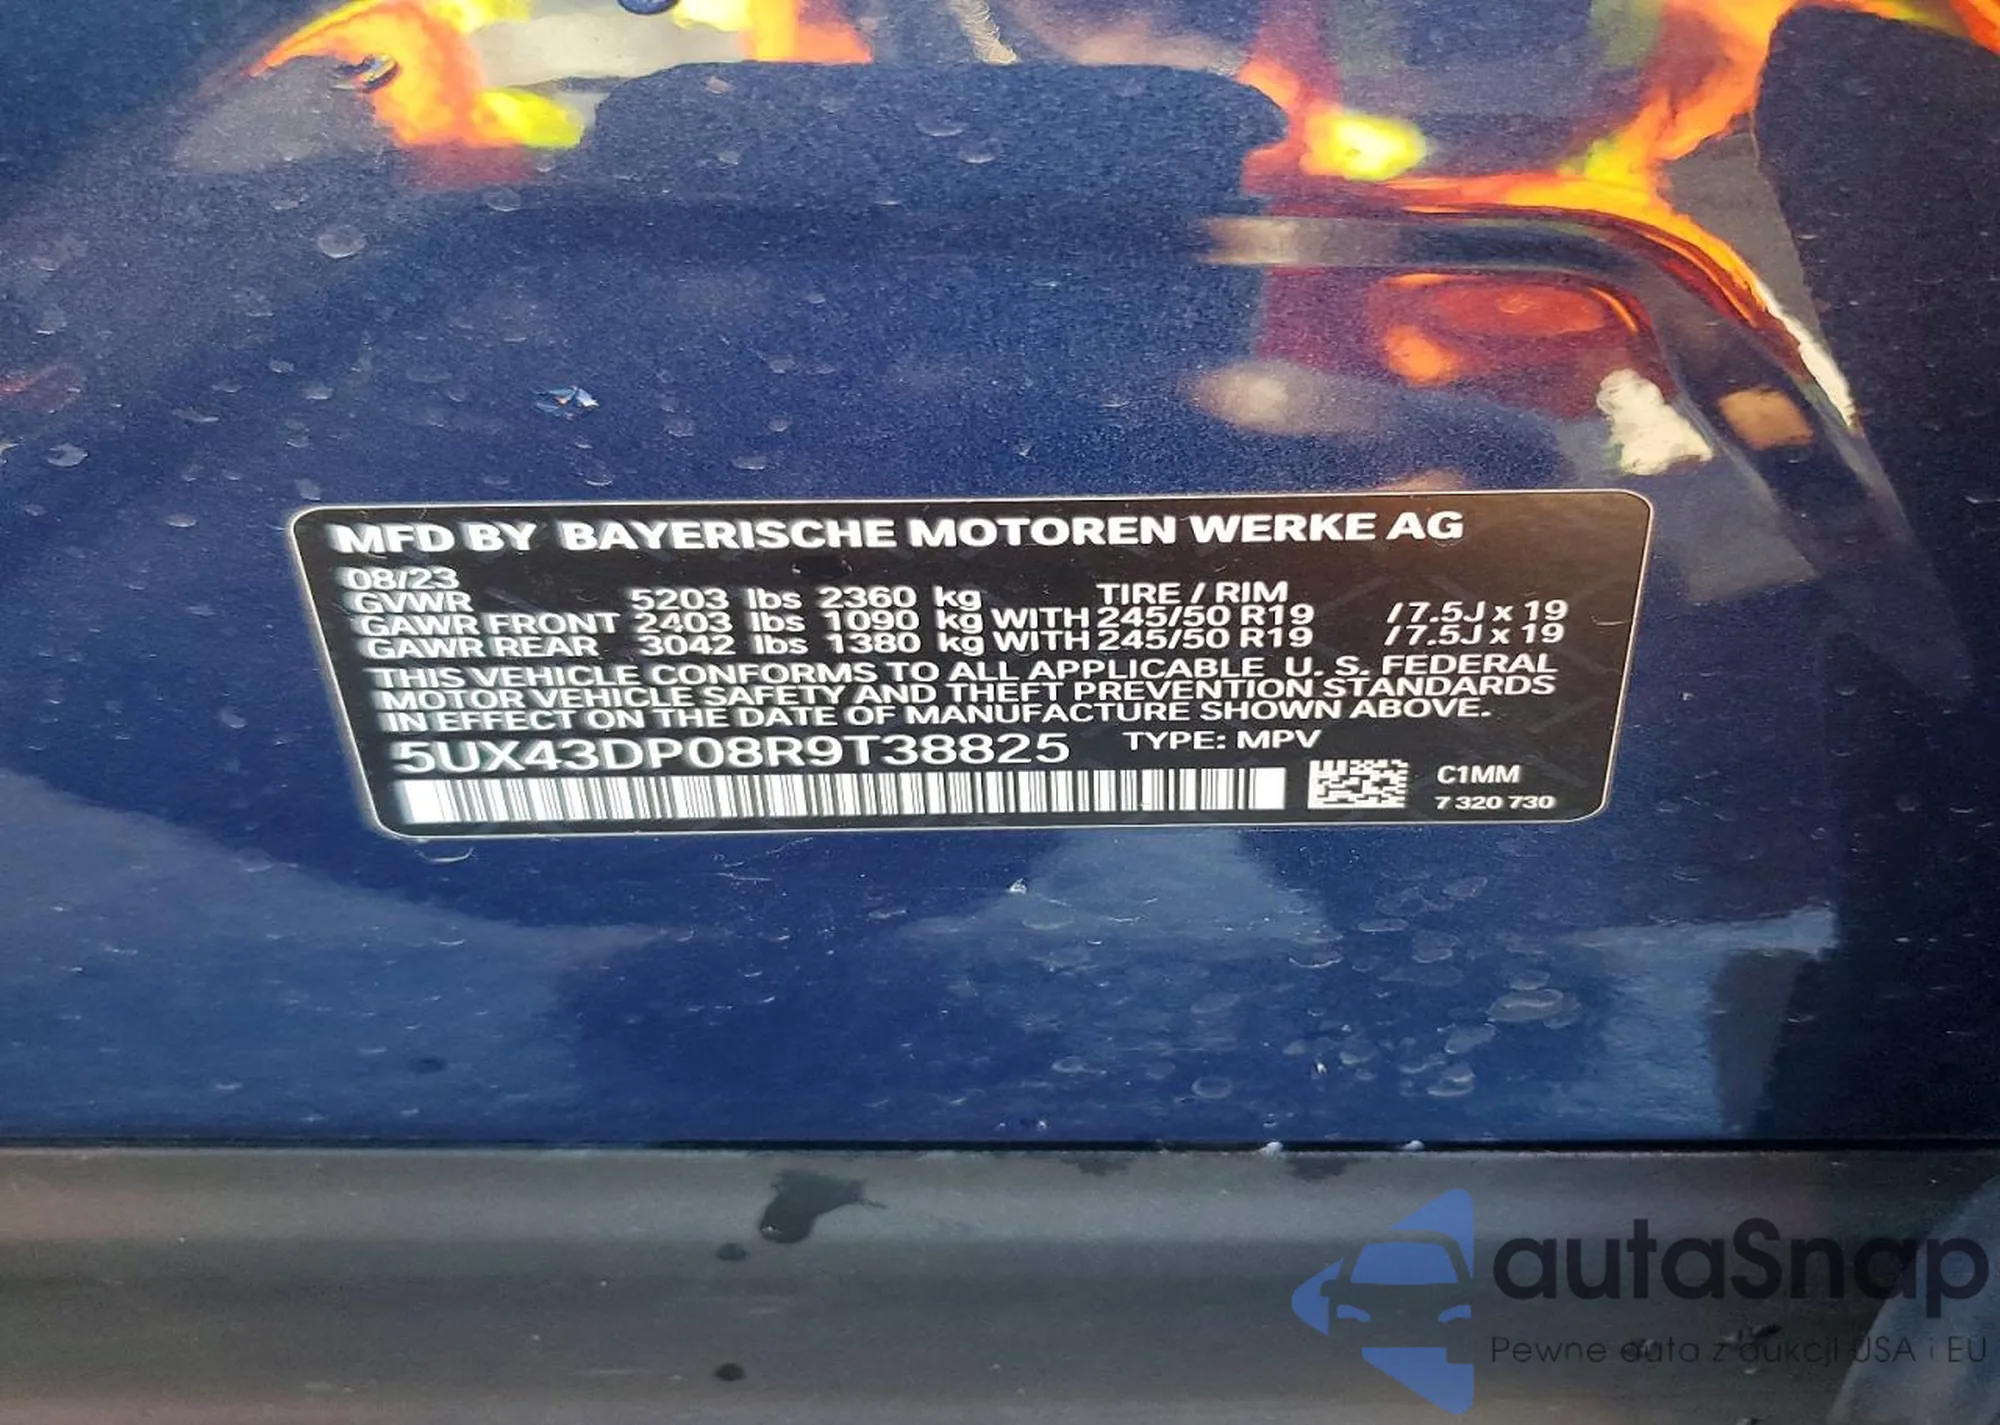 MFD BY BAYERISCHE MOTOREN WERKE AG
08/23 TIRE / RIM
GVWR 5203 lbs 2360 kg
GAWR FRONT 2403 lbs 1090 kg WITH 245/50 R19 / 7.5J x 19
GAWR REAR 3042 lbs 1380 kg WITH 245/50 R19 / 7.5J x 19
THIS VEHICLE CONFORMS TO ALL APPLICABLE U. S. FEDERAL
MOTOR VEHICLE SAFETY AND THEFT PREVENTION STANDARDS
IN EFFECT ON THE DATE OF MANUFACTURE SHOWN ABOVE.
5UX43DP08R9T38825 TYPE: MPV
C1MM
7 320 730
autaSnap
Pewne auta z aukcji USA i EU